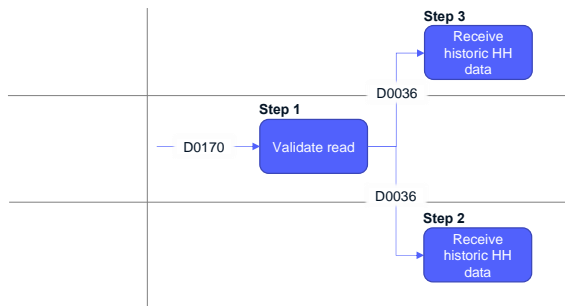 Step 3
Receive
historic HH
data
D0036
Step 1
D0170
Validate read
D0036
Step 2
Receive
historic HH
data